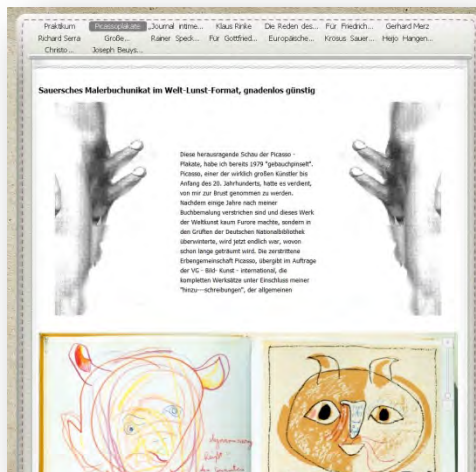 Praktikum Picassoplakate „Journal intime... Klaus Rinke Die Reden des... Für Friedrich... Gerhard Merz
Richard Serra Große... Rainer Speck... Für Gottfried... Europäische... Krosus Sauer... Heijo Hangen...
Christo... Joseph Beuys...
Sauersches Malerbuchunikat im Welt-Lunst-Format, gnadenlos günstig
Diese herausragende Schau der Picasso -
Plakate, habe ich bereits 1979 "gebauchpinselt".
Picasso, einer der wirklich großen Künstler bis
Anfang des 20. Jahrhunderts, hatte es verdient,
von mir zur Brust genommen zu werden.
Nachdem einige Jahre nach meiner
Buchbemalung verstrichen sind und dieses Werk
der Weltkunst kaum Furore machte, sondern in
den Grüften der Deutschen Nationalbibliothek
überwinterte, wird jetzt endlich war, wovon
schon lange geträumt wird. Die zerstrittene
Erbengemeinschaft Picasso, übergibt im Auftrage
der VG - Bild- Kunst - international, die
kompletten Werksätze unter Einschluss meiner
"hinzu---schreibungen", der allgemeinen